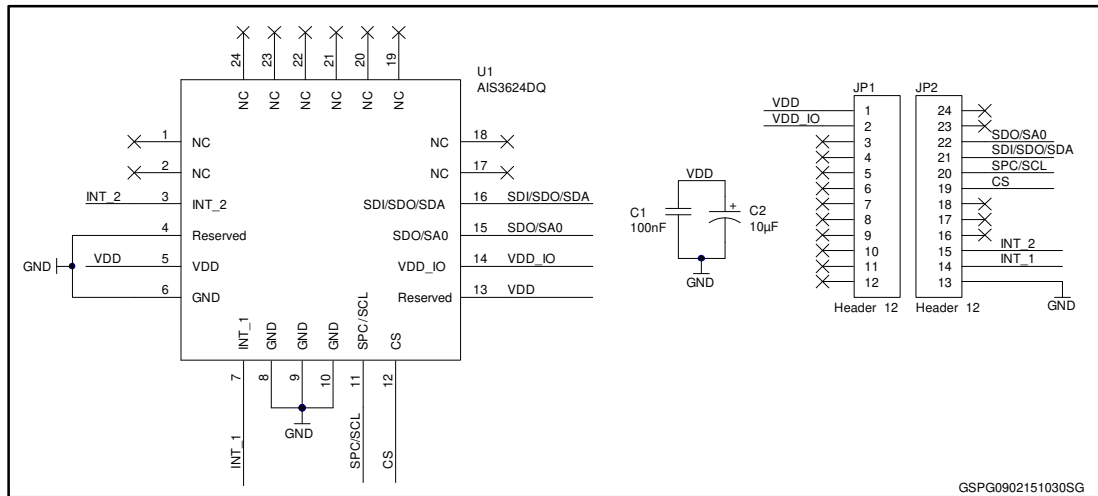 24
23
22
21
20
19
NC
NC
NC
NC
NC
NC
U1
AIS3624DQ
1
NC
2
NC
INT_2
3
INT_2
4
Reserved
GND
VDD
5
VDD
6
GND
18
NC
17
NC
SDI/SDO/SDA
16
SDI/SDO/SDA
SDO/SA0
15
SDO/SA0
VDD_IO
14
VDD_IO
Reserved
13
VDD
INT_1
GND
GND
GND
SPC/SCL
CS
7
8
9
10
11
12
GND
INT_1
SPC/SCL
CS
VDD
C1
100nF
C2
10µF
+
GND
JP1
VDD
1
VDD_IO
2
3
4
5
6
7
8
9
10
11
12
Header 12
JP2
24
23
22
SDO/SA0
21
SDI/SDO/SDA
20
SPC/SCL
19
CS
18
17
16
15
INT_2
14
INT_1
13
GND
Header 12
GSPG0902151030SG